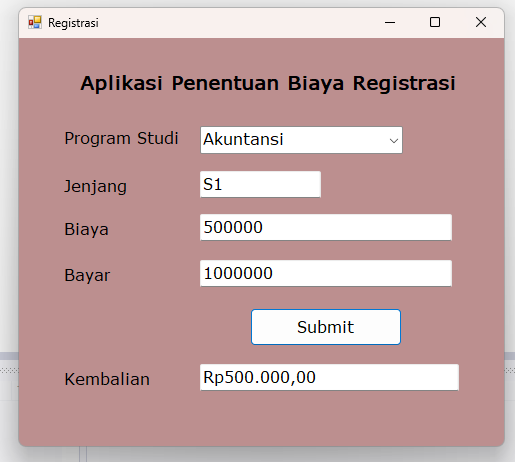 Registrasi
Aplikasi Penentuan Biaya Registrasi
Program Studi Akuntansi
Jenjang S1
Biaya 500000
Bayar 1000000
Submit
Kembalian Rp500.000,00